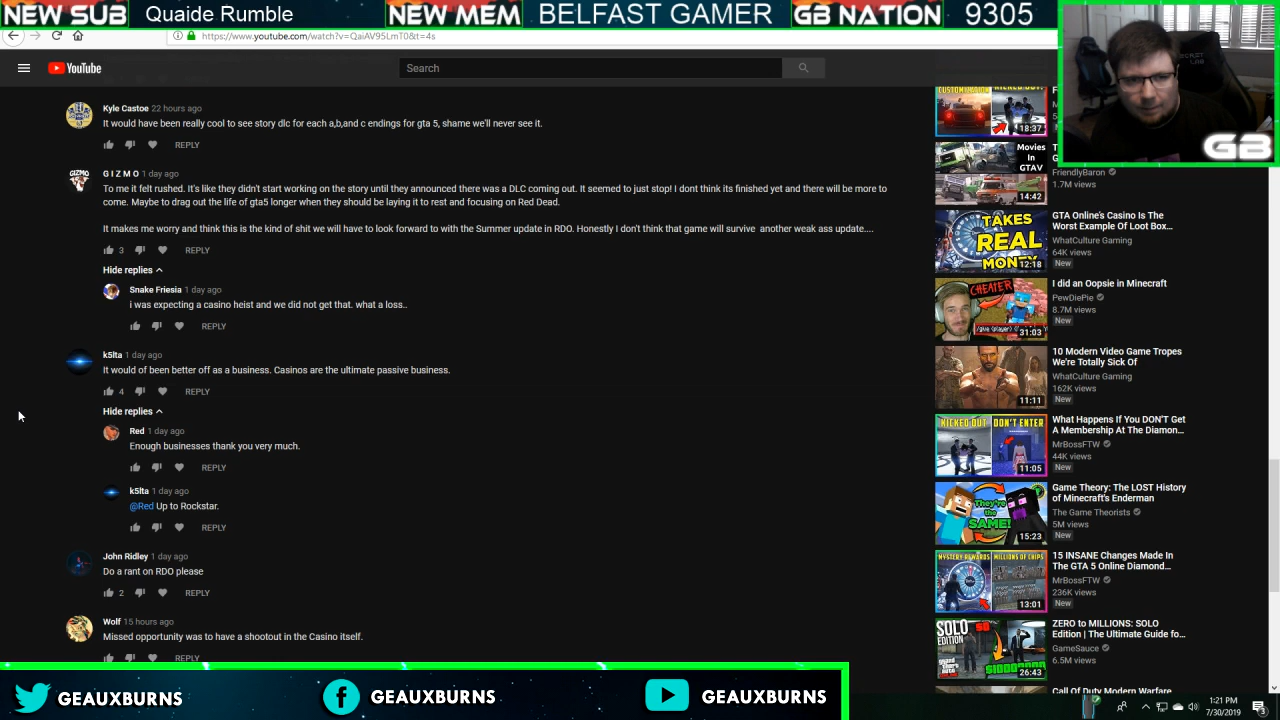 NEW SUB Quaide Rumble NEW MEM BELFAST GAMER GB NATION 9305
https://www.youtube.com/watch?v=QaiAV95LmT0&t=4s
YouTube
Search
Kyle Castoe 22 hours ago
It would have been really cool to see story dlc for each a,b,and c endings for gta 5, shame we'll never see it.
REPLY
GIZMO
G I Z M O 1 day ago
To me it felt rushed. It's like they didn't start working on the story until they announced there was a DLC coming out. It seemed to just stop! I dont think its finished yet and there will be more to
come. Maybe to drag out the life of gta5 longer when they should be laying it to rest and focusing on Red Dead.
It makes me worry and think this is the kind of shit we will have to look forward to with the Summer update in RDO. Honestly I don't think that game will survive another weak ass update....
3 REPLY
Hide replies
Snake Friesia 1 day ago
i was expecting a casino heist and we did not get that. what a loss..
REPLY
k5lta 1 day ago
It would of been better off as a business. Casinos are the ultimate passive business.
4 REPLY
Hide replies
Red 1 day ago
Enough businesses thank you very much.
REPLY
k5lta 1 day ago
@Red Up to Rockstar.
REPLY
John Ridley 1 day ago
Do a rant on RDO please
2 REPLY
Wolf 15 hours ago
Missed opportunity was to have a shootout in the Casino itself.
REPLY
CUSTOMIZATION KICKED OUT!
18:37
Movies
In
GTAV
14:42
FriendlyBaron
1.7M views
TAKES
REAL
MONEY
12:18
GTA Online's Casino Is The
Worst Example Of Loot Box...
WhatCulture Gaming
64K views
New
CHEATER
/give (player)
31:03
I did an Oopsie in Minecraft
PewDiePie
8.7M views
New
11:11
10 Modern Video Game Tropes
We're Totally Sick Of
WhatCulture Gaming
162K views
New
KICKED OUT DON'T ENTER
11:05
What Happens If You DON'T Get
A Membership At The Diamon...
MrBossFTW
44K views
New
They're
the
SAME!
15:23
Game Theory: The LOST History
of Minecraft's Enderman
The Game Theorists
5M views
New
MYSTERY REWARDS MILLIONS OF CHIPS
13:01
15 INSANE Changes Made In
The GTA 5 Online Diamond...
MrBossFTW
236K views
New
SOLO
EDITION
$0
26:43
ZERO to MILLIONS: SOLO
Edition | The Ultimate Guide fo...
GameSauce
6.5M views
Call Of Duty Modern Warfare
SECRET
LAB
GB
GEAUXBURNS
GEAUXBURNS
GEAUXBURNS
1:21 PM
7/30/2019
3